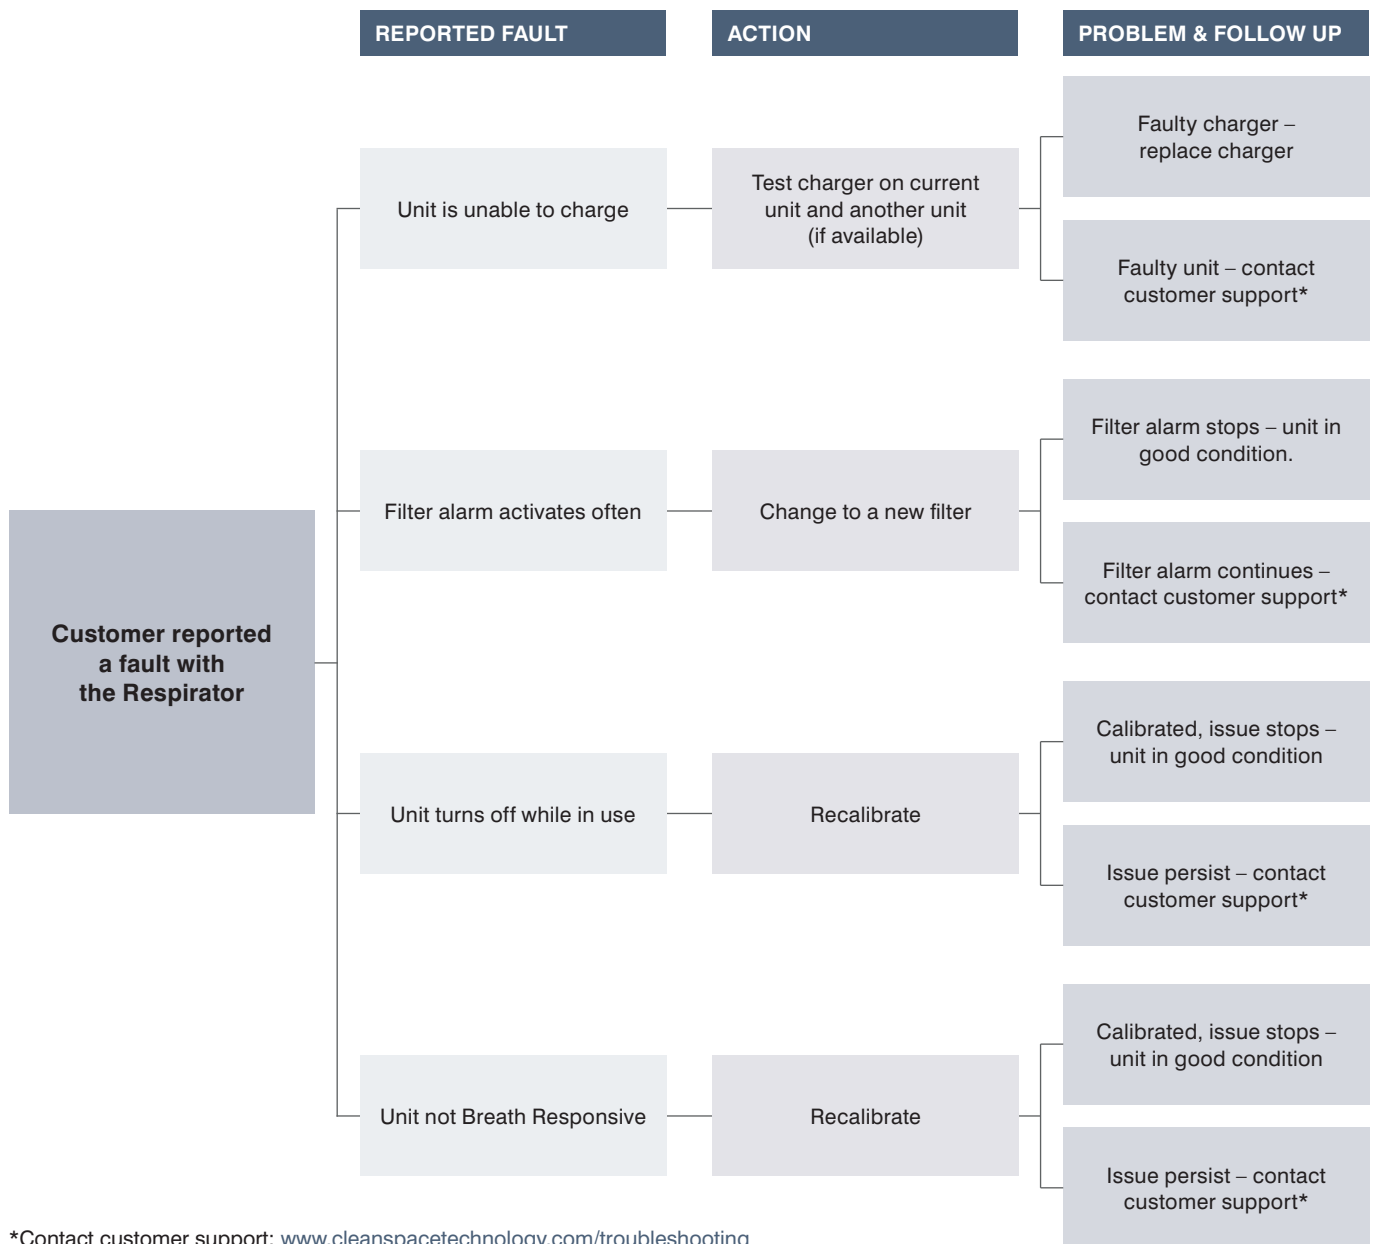 REPORTED FAULT
ACTION
PROBLEM & FOLLOW UP
Customer reported
a fault with
the Respirator
Unit is unable to charge
Test charger on current
unit and another unit
(if available)
Faulty charger –
replace charger
Faulty unit – contact
customer support*
Filter alarm activates often
Change to a new filter
Filter alarm stops – unit in
good condition.
Filter alarm continues –
contact customer support*
Unit turns off while in use
Recalibrate
Calibrated, issue stops –
unit in good condition
Issue persist – contact
customer support*
Unit not Breath Responsive
Recalibrate
Calibrated, issue stops –
unit in good condition
Issue persist – contact
customer support*
*Contact customer support: www.cleanspacetechnology.com/troubleshooting